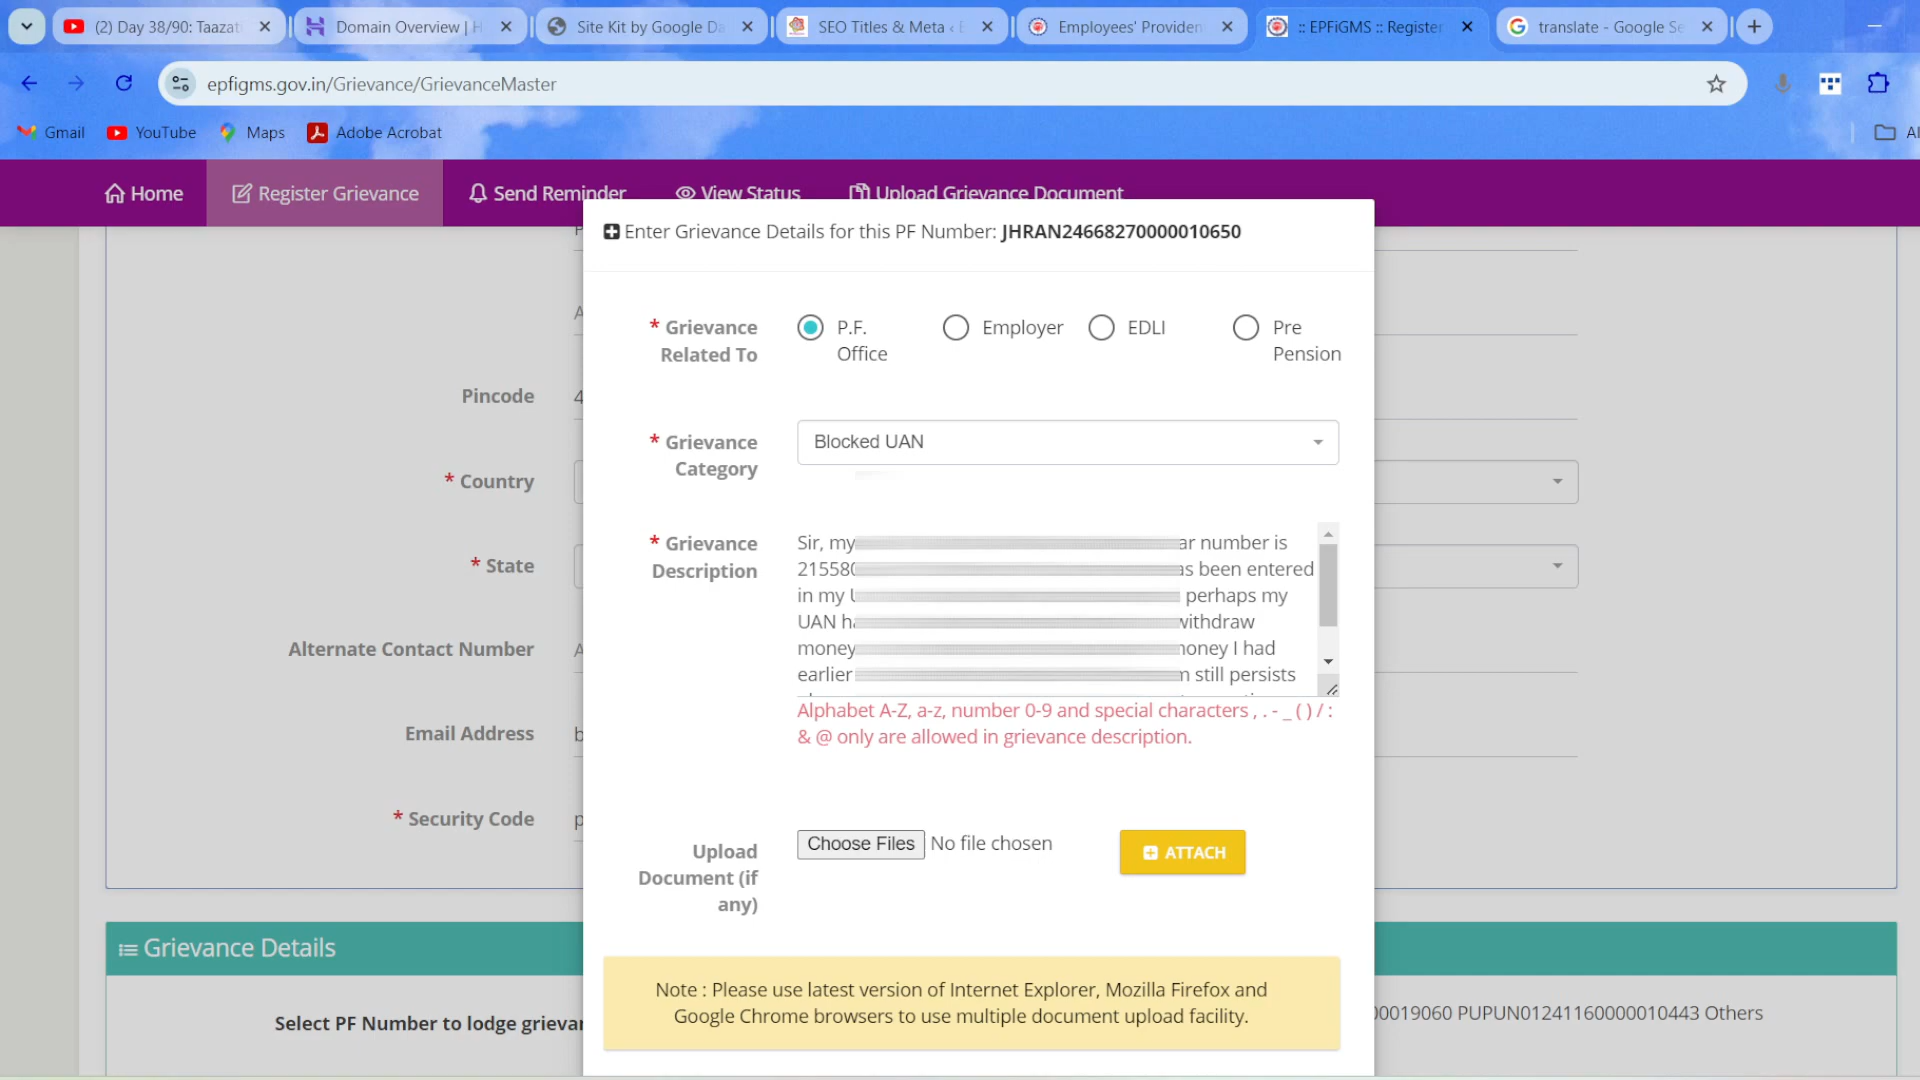 (2) Day 38/90: Taazati
Domain Overview | H
Site Kit by Google Da
SEO Titles & Meta ‹
Employees' Providen
:: EPFiGMS :: Register
translate - Google Se
epfigms.gov.in/Grievance/GrievanceMaster
Gmail
YouTube
Maps
Adobe Acrobat
Home
Register Grievance
Send Reminder
View Status
Upload Grievance Document
Enter Grievance Details for this PF Number: JHRAN24668270000010650
* Grievance Related To
P.F. Office
Employer
EDLI
Pre Pension
Pincode
4
* Grievance Category
Blocked UAN
* Country
* Grievance Description
Sir, my ar number is
215580 as been entered
in my U perhaps my
UAN ha withdraw
money money I had
earlier m still persists
* State
Alternate Contact Number
A
Alphabet A-Z, a-z, number 0-9 and special characters , . - _ ( ) / :
& @ only are allowed in grievance description.
Email Address
b
* Security Code
p
Upload Document (if any)
Choose Files No file chosen
ATTACH
Grievance Details
Note : Please use latest version of Internet Explorer, Mozilla Firefox and
Google Chrome browsers to use multiple document upload facility.
Select PF Number to lodge grievan
00019060 PUPUN01241160000010443 Others